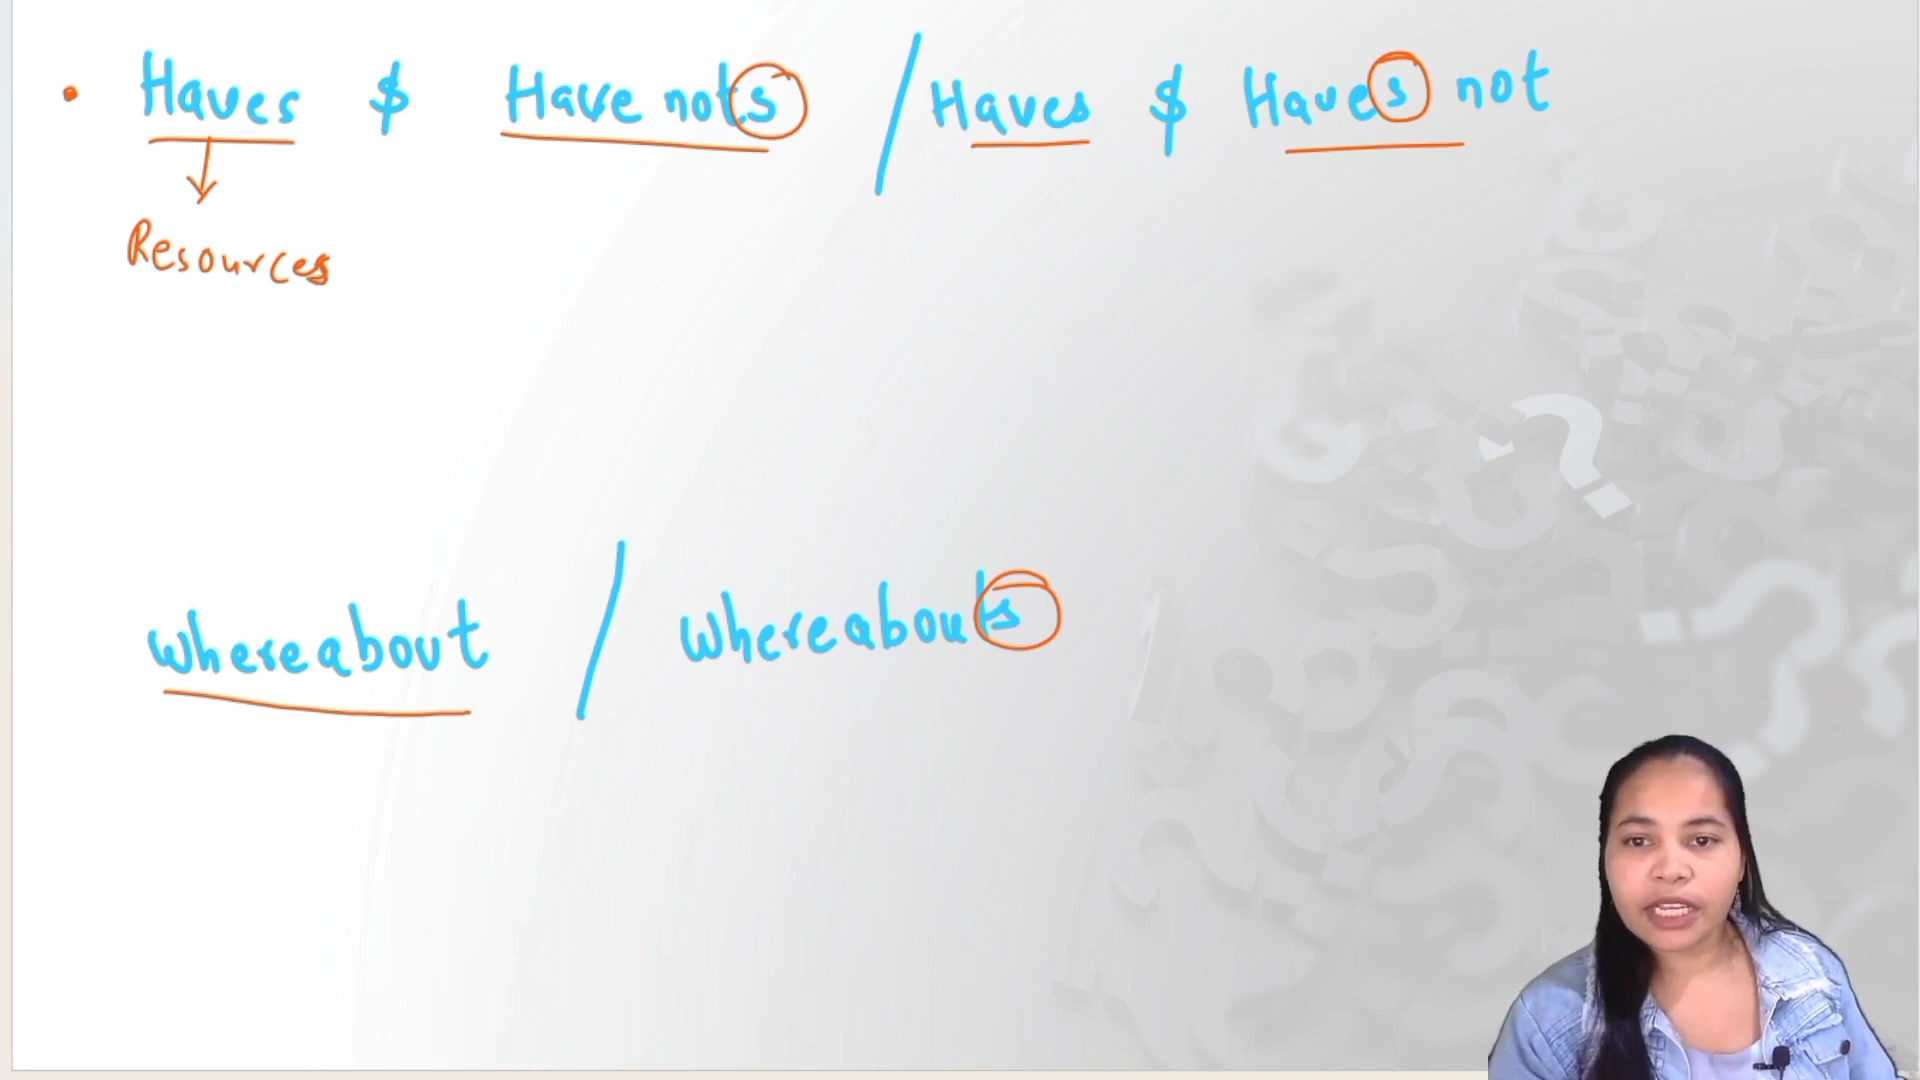 • Haves & Have nots / Haves & Haves not
Resources
Whereabout / Whereabouts